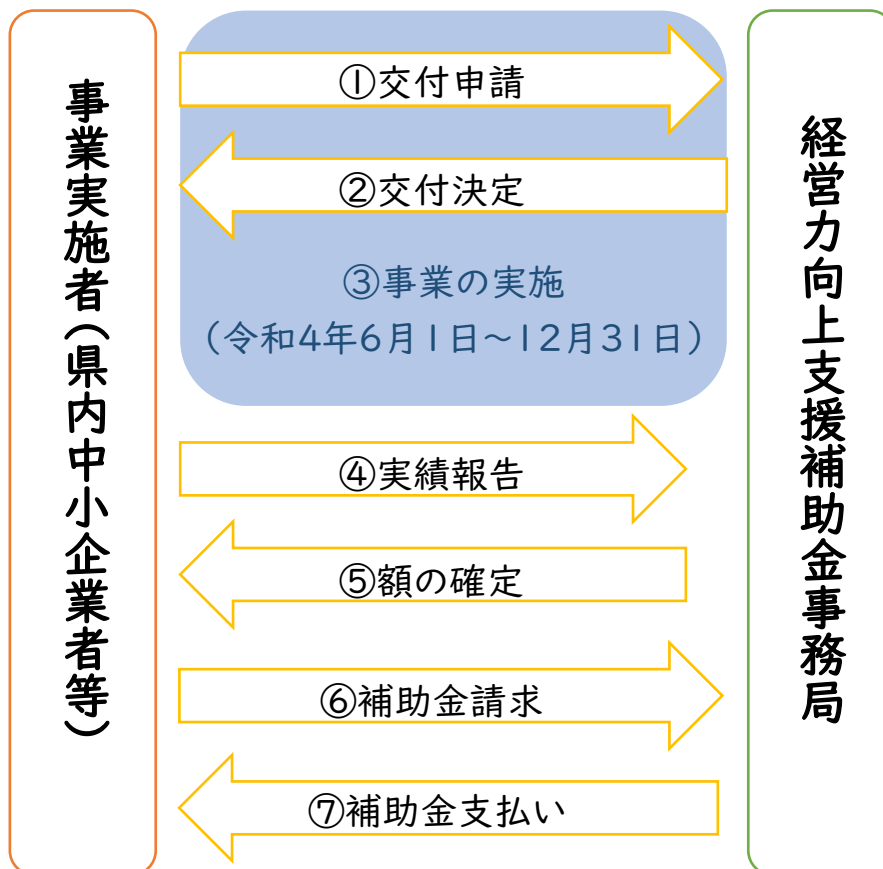 事業実施者（県内中小企業者等）
①交付申請
②交付決定
③事業の実施
（令和4年6月1日～12月31日）
④実績報告
⑤額の確定
⑥補助金請求
⑦補助金支払い
経営力向上支援補助金事務局